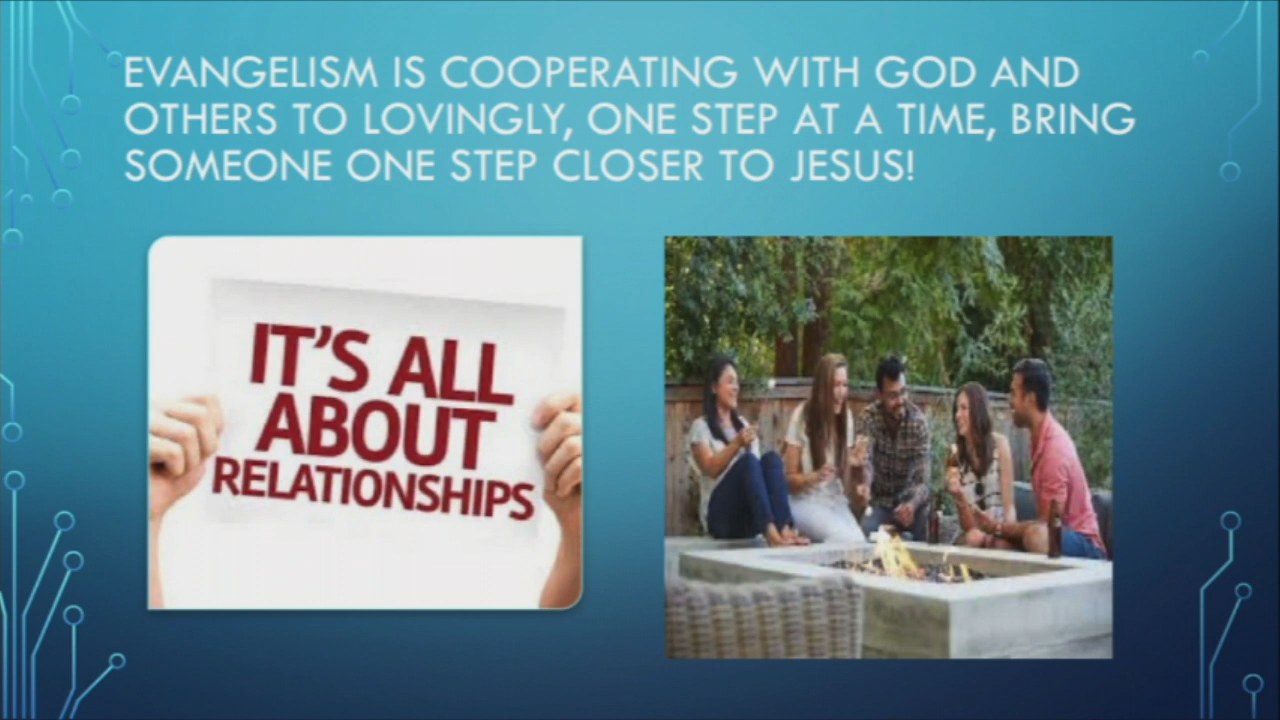 EVANGELISM IS COOPERATING WITH GOD AND
OTHERS TO LOVINGLY, ONE STEP AT A TIME, BRING
SOMEONE ONE STEP CLOSER TO JESUS!
IT'S ALL
ABOUT
RELATIONSHIPS